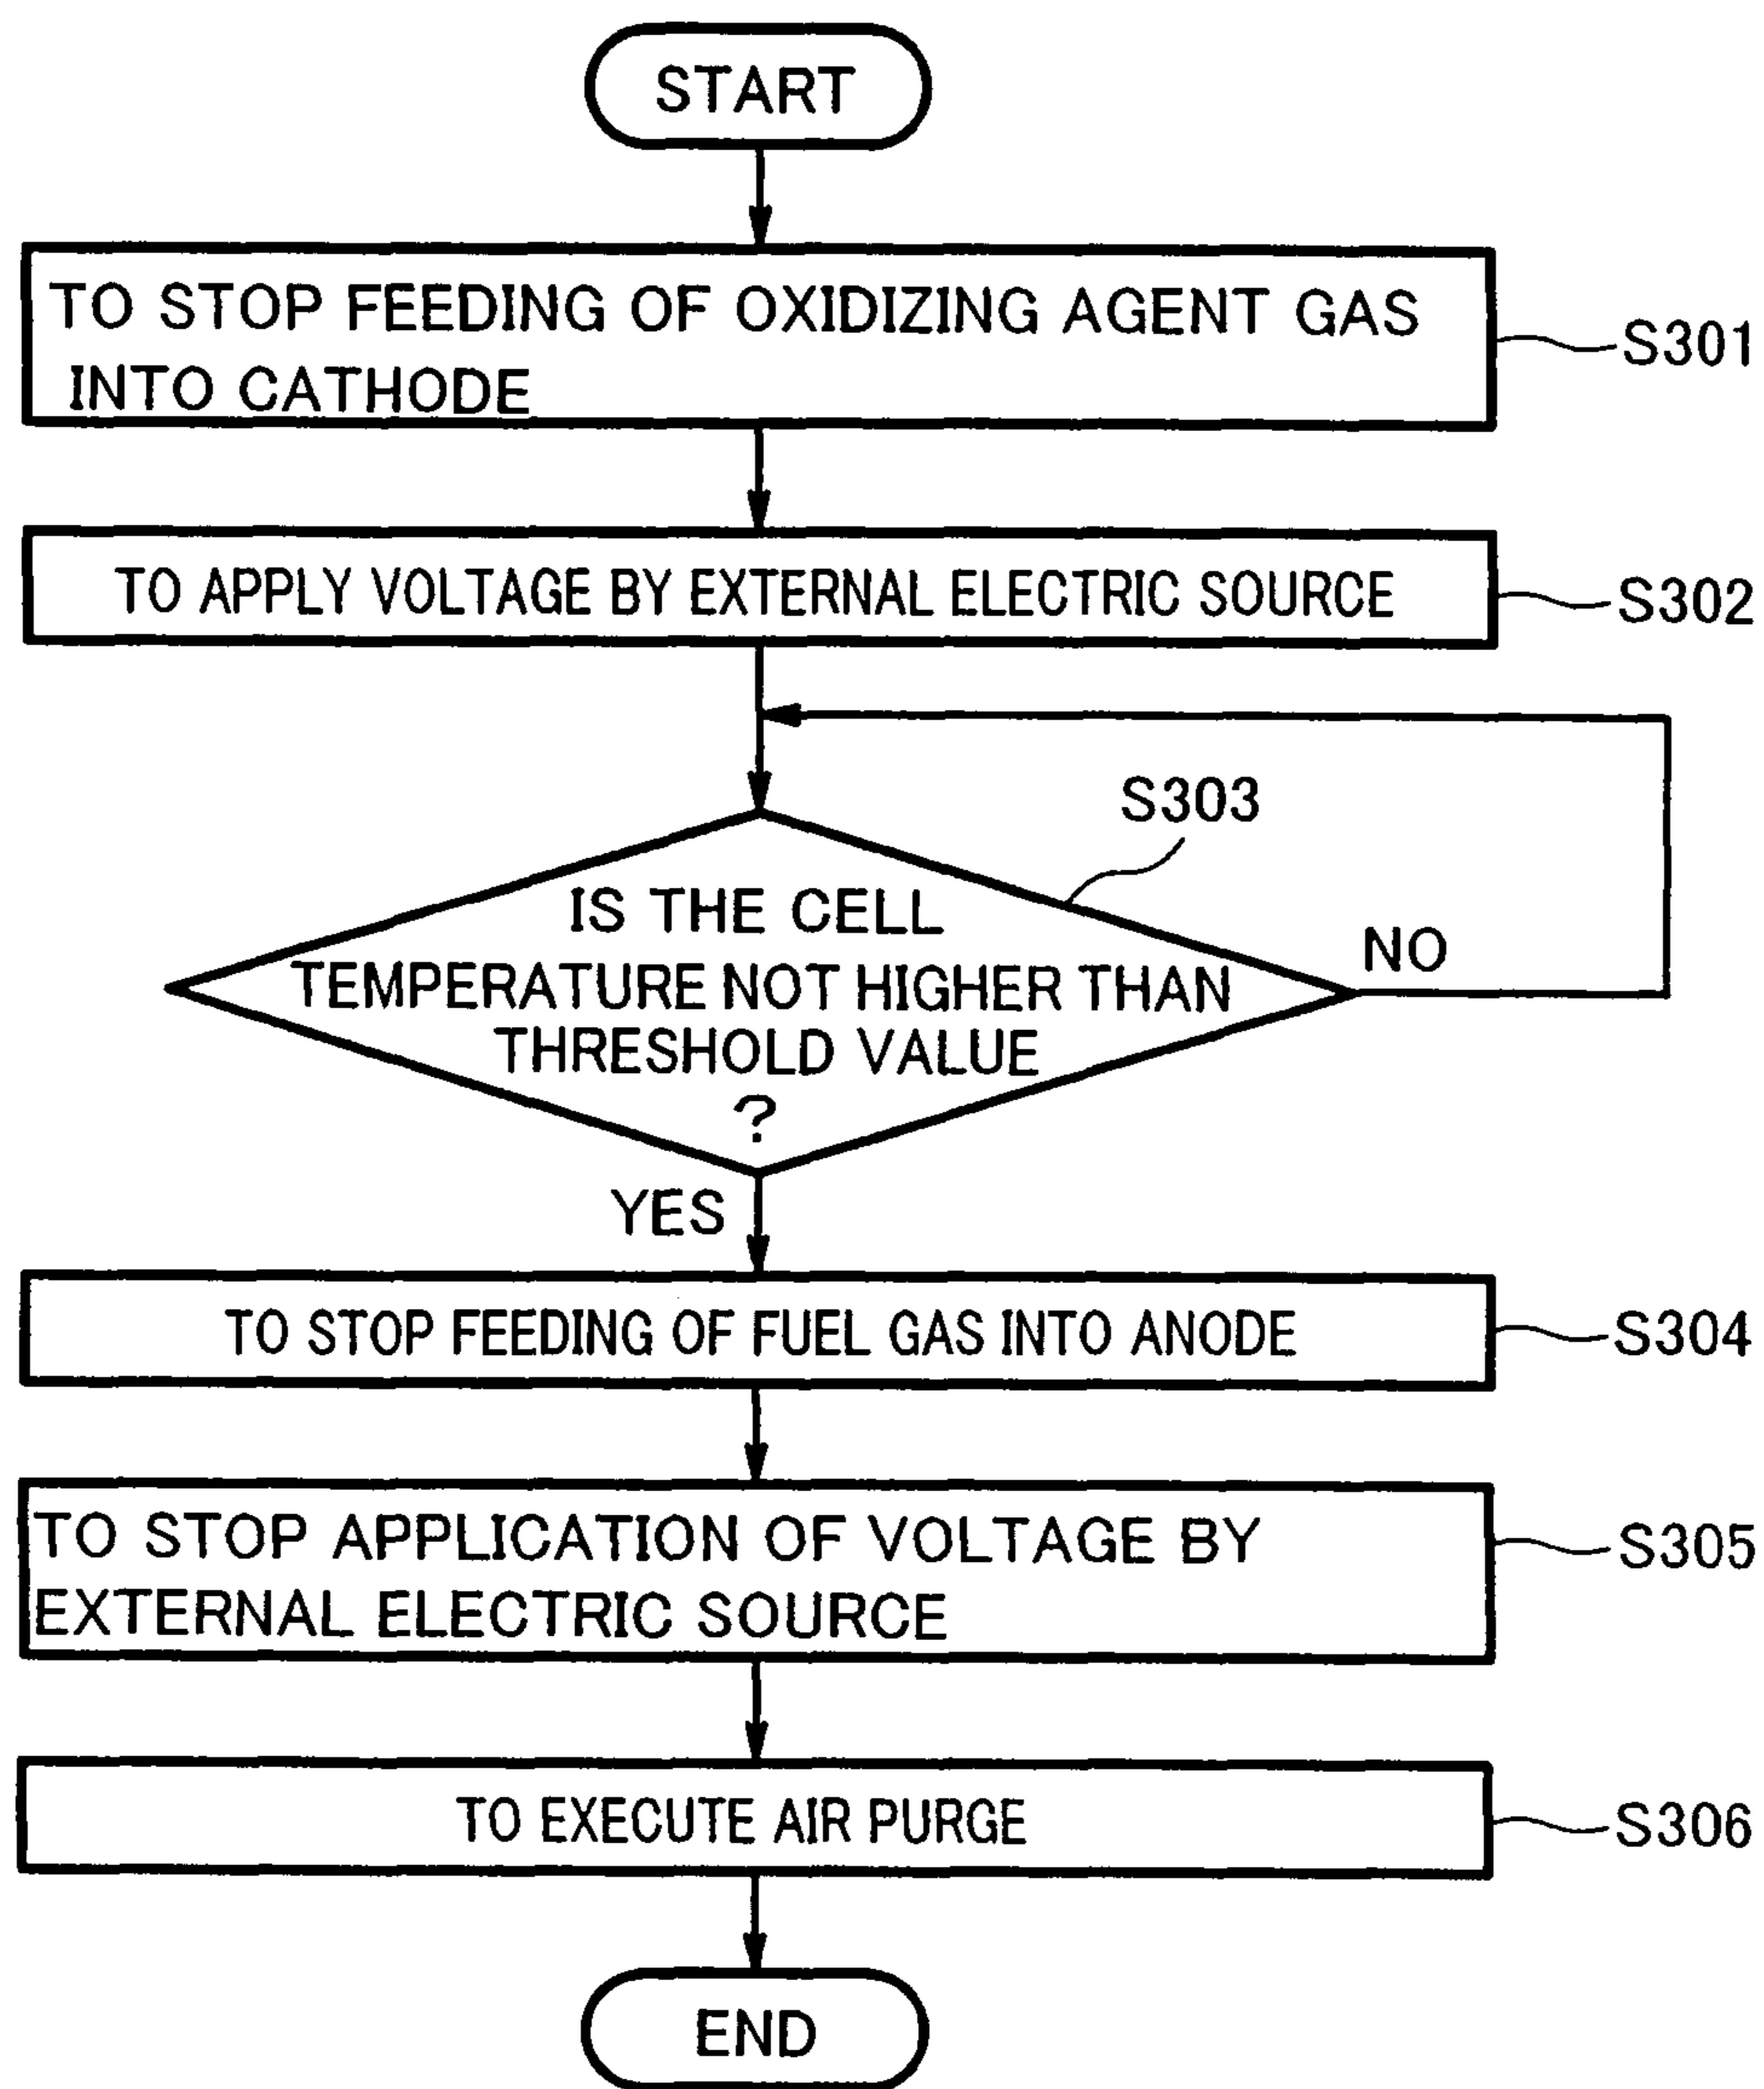 START
TO STOP FEEDING OF OXIDIZING AGENT GAS
INTO CATHODE
S301
TO APPLY VOLTAGE BY EXTERNAL ELECTRIC SOURCE
S302
S303
IS THE CELL
TEMPERATURE NOT HIGHER THAN
THRESHOLD VALUE
?
NO
YES
TO STOP FEEDING OF FUEL GAS INTO ANODE
S304
TO STOP APPLICATION OF VOLTAGE BY
EXTERNAL ELECTRIC SOURCE
S305
TO EXECUTE AIR PURGE
S306
END